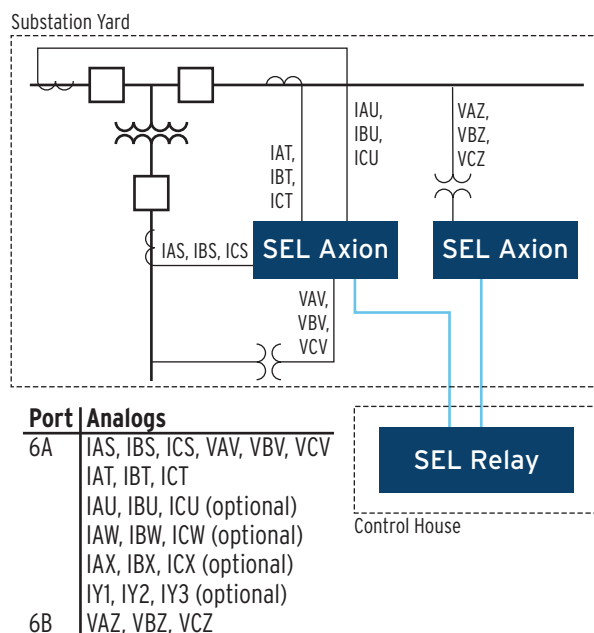 Substation Yard
IAU,
IBU,
ICU
VAZ,
VBZ,
VCZ
IAT,
IBT,
ICT
IAS, IBS, ICS
SEL Axion
SEL Axion
VAV,
VBV,
VCV
Port Analogs
6A IAS, IBS, ICS, VAV, VBV, VCV
IAT, IBT, ICT
IAU, IBU, ICU (optional)
IAW, IBW, ICW (optional)
IAX, IBX, ICX (optional)
IY1, IY2, IY3 (optional)
6B VAZ, VBZ, VCZ
SEL Relay
Control House